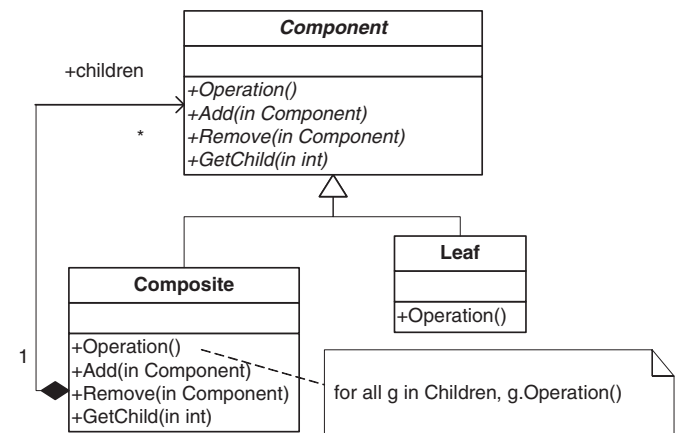 Component
+children
+Operation()
+Add(in Component)
*
+Remove(in Component)
+GetChild(in int)
Leaf
Composite
+Operation()
+Operation()
1
+Add(in Component)
+Remove(in Component)
+GetChild(in int)
for all g in Children, g.Operation()